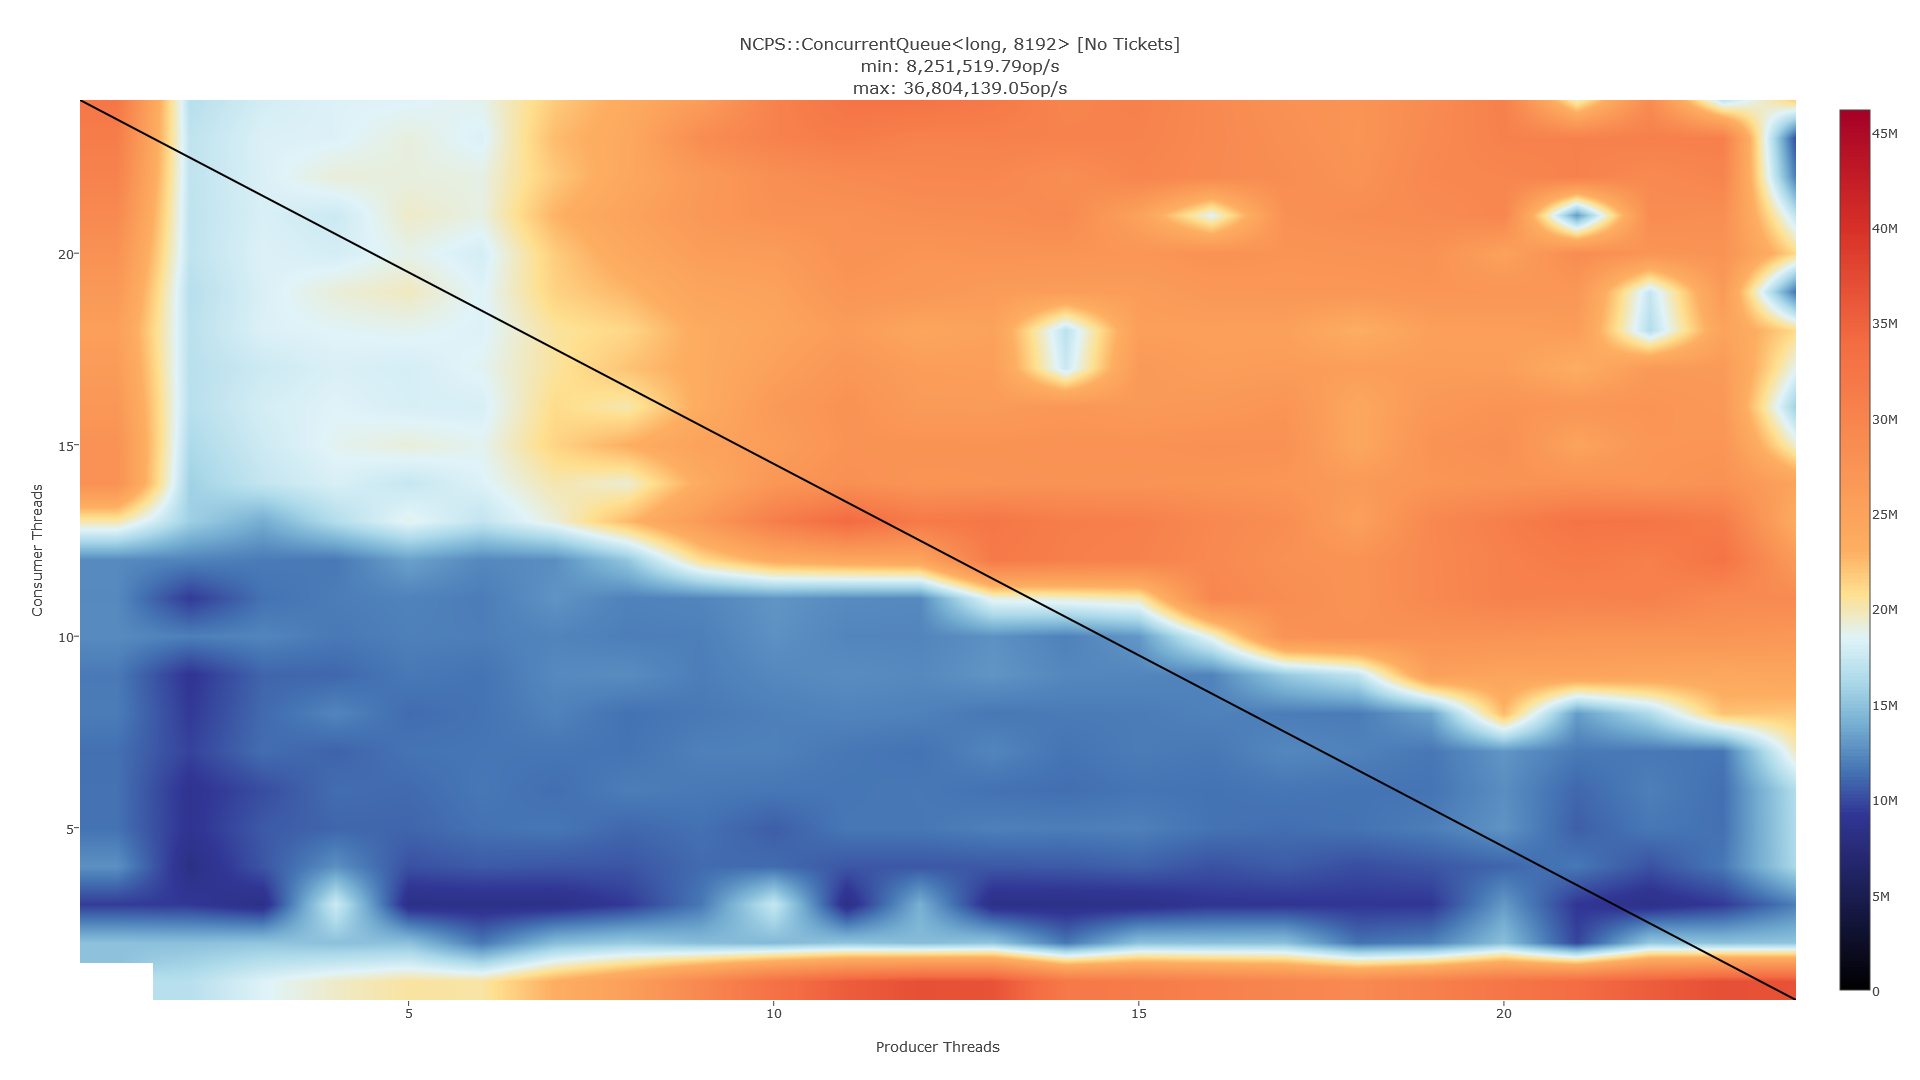 NCPS::ConcurrentQueue<long, 8192> [No Tickets]
min: 8,251,519.79op/s
max: 36,804,139.05op/s
Consumer Threads
20
15
10
5
5
10
15
20
Producer Threads
45M
40M
35M
30M
25M
20M
15M
10M
5M
0